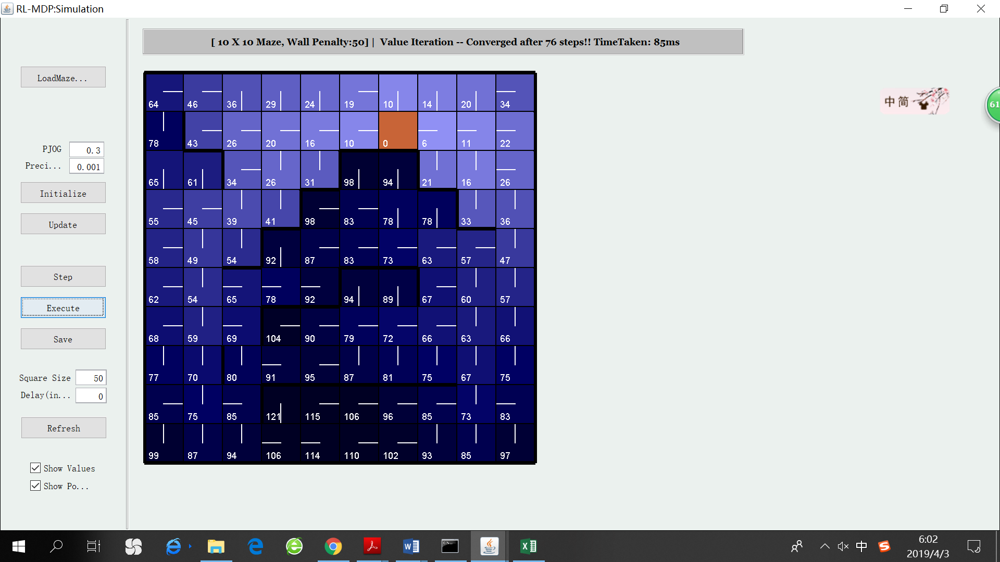 RL-MDP:Simulation
[ 10 X 10 Maze, Wall Penalty:50] | Value Iteration -- Converged after 76 steps!! TimeTaken: 85ms
LoadMaze...
PJOG 0.3
Preci... 0.001
Initialize
Update
Step
Execute
Save
Square Size 50
Delay(in... 0
Refresh
Show Values
Show Po...
64 46 36 29 24 19 10 14 20 34
78 43 26 20 16 10 0 6 11 22
65 61 34 26 31 98 94 21 16 26
55 45 39 41 98 83 78 78 33 36
58 49 54 92 87 83 73 63 57 47
62 54 65 78 92 94 89 67 60 57
68 59 69 104 90 79 72 66 63 66
77 70 80 91 95 87 81 75 67 75
85 75 85 121 115 106 96 85 73 83
99 87 94 106 114 110 102 93 85 97
中 简
61
中
6:02
2019/4/3